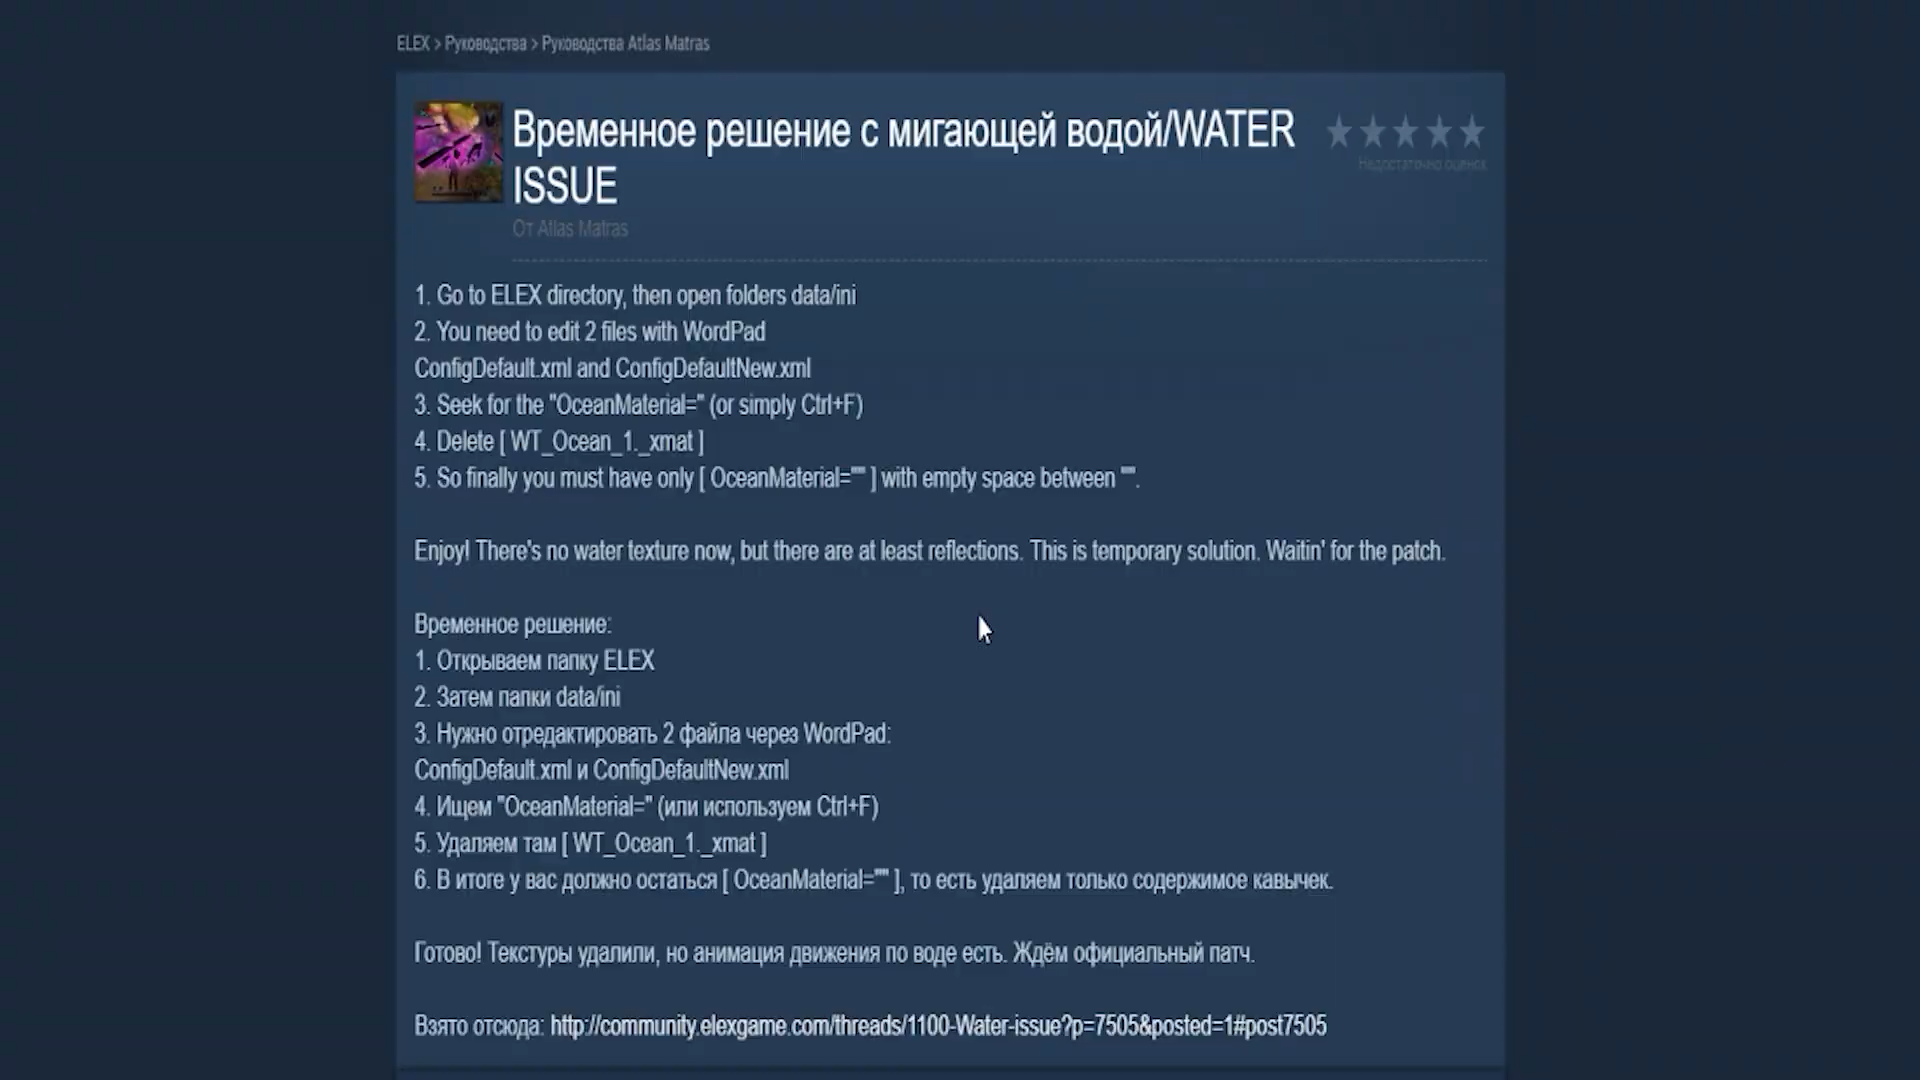 ELEX > Руководства > Руководства Atlas Matras
Временное решение с мигающей водой/WATER
ISSUE
Недостаточно оценок
От Atlas Matras
1. Go to ELEX directory, then open folders data/ini
2. You need to edit 2 files with WordPad
ConfigDefault.xml and ConfigDefaultNew.xml
3. Seek for the "OceanMaterial=" (or simply Ctrl+F)
4. Delete [ WT_Ocean_1._xmat ]
5. So finally you must have only [ OceanMaterial="" ] with empty space between "".
Enjoy! There's no water texture now, but there are at least reflections. This is temporary solution. Waitin' for the patch.
Временное решение:
1. Открываем папку ELEX
2. Затем папки data/ini
3. Нужно отредактировать 2 файла через WordPad:
ConfigDefault.xml и ConfigDefaultNew.xml
4. Ищем "OceanMaterial=" (или используем Ctrl+F)
5. Удаляем там [ WT_Ocean_1._xmat ]
6. В итоге у вас должно остаться [ OceanMaterial="" ], то есть удаляем только содержимое кавычек.
Готово! Текстуры удалили, но анимация движения по воде есть. Ждём официальный патч.
Взято отсюда: http://community.elexgame.com/threads/1100-Water-issue?p=7505&posted=1#post7505